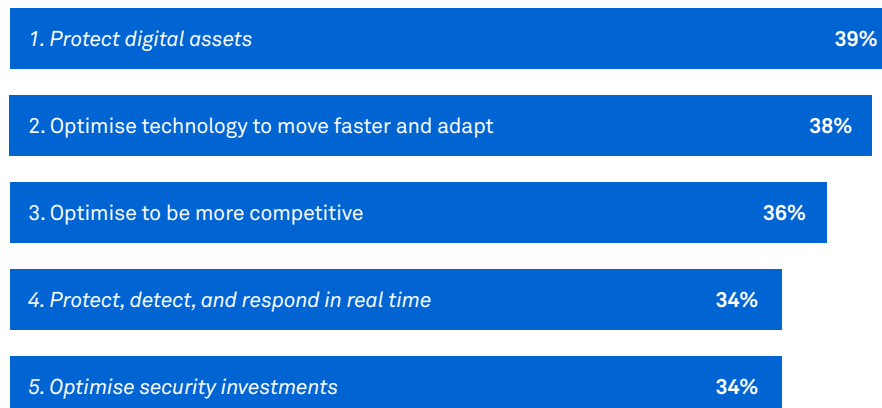 1. Protect digital assets 39%
2. Optimise technology to move faster and adapt 38%
3. Optimise to be more competitive 36%
4. Protect, detect, and respond in real time 34%
5. Optimise security investments 34%